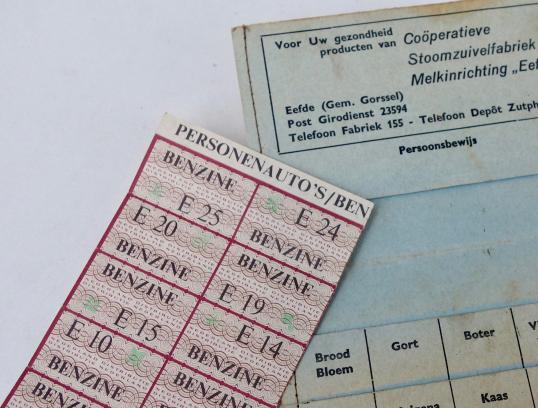 Voor Uw gezondheid
producten van
Coöperatieve
Stoomzuivelfabriek
Melkinrichting „Eef
Eefde (Gem. Gorssel)
Post Girodienst 23594
Telefoon Fabriek 155 - Telefoon Depôt Zutph
Persoonsbewijs
Brood
Bloem
Gort
Boter
Kaas
PERSONENAUTO'S/BEN
BENZINE
E 25
E 24
BENZINE
E 20
BENZINE
BENZINE
E 19
BENZINE
E 15
E 14
BENZINE
E 10
BENZINE
BENZINE
BENZINE